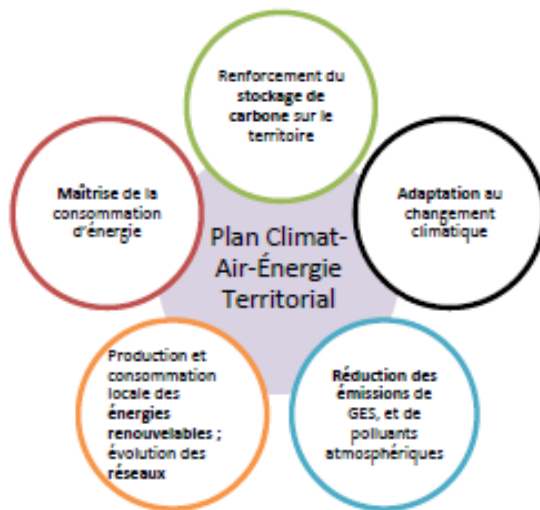 Renforcement du
stockage de
carbone sur le
territoire
Maîtrise de la
consommation
d'énergie
Adaptation au
changement
climatique
Plan Climat-
Air-Énergie
Territorial
Production et
consommation
locale des
énergies
renouvelables ;
évolution des
réseaux
Réduction des
émissions de
GES, et de
polluants
atmosphériques